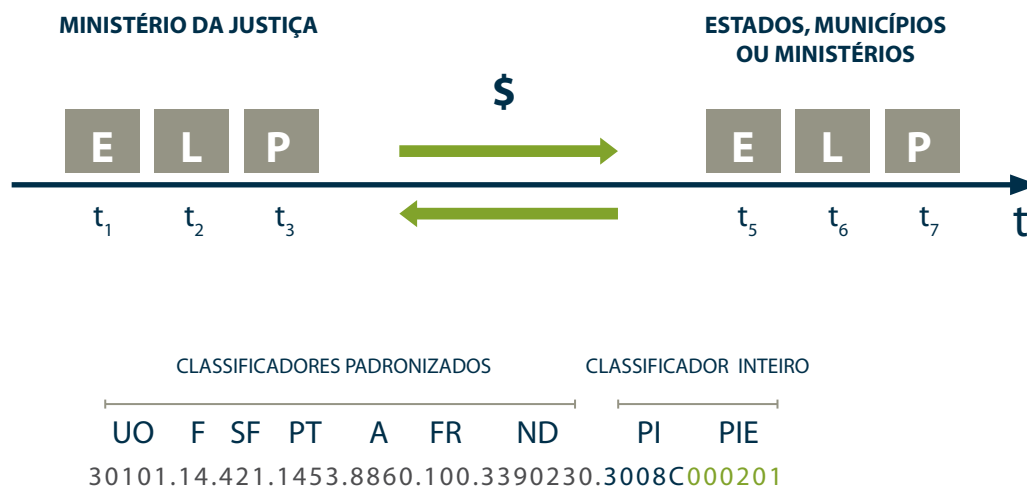 MINISTÉRIO DA JUSTIÇA
ESTADOS, MUNICÍPIOS
OU MINISTÉRIOS
$
E L P
E L P
t1 t2 t3
t5 t6 t7
t
CLASSIFICADORES PADRONIZADOS
CLASSIFICADOR INTEIRO
UO F SF PT A FR ND PI PIE
30101.14.421.1453.8860.100.3390230.3008C000201